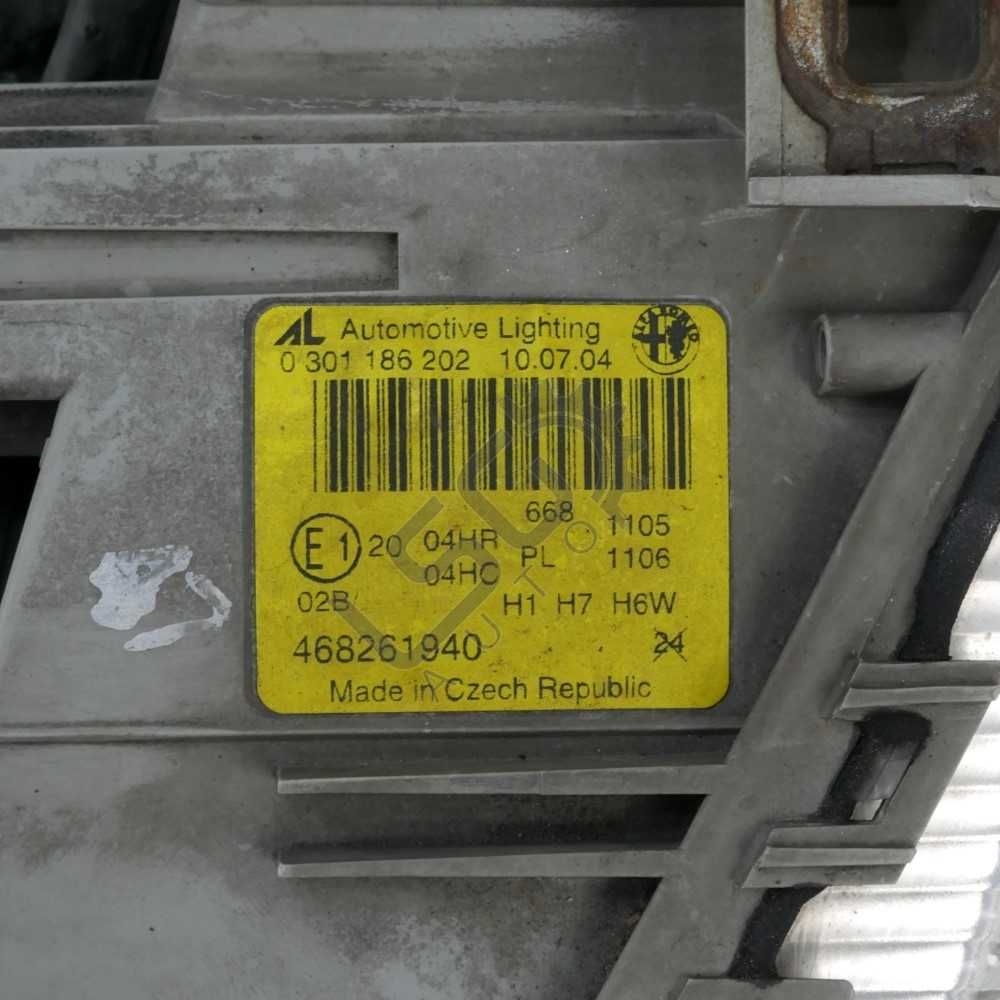 AL Automotive Lighting
0 301 186 202 10.07.04
668
E1 20 04HR PL 1105
04HC 1106
02B H1 H7 H6W
468261940 24
Made in Czech Republic
AUTO